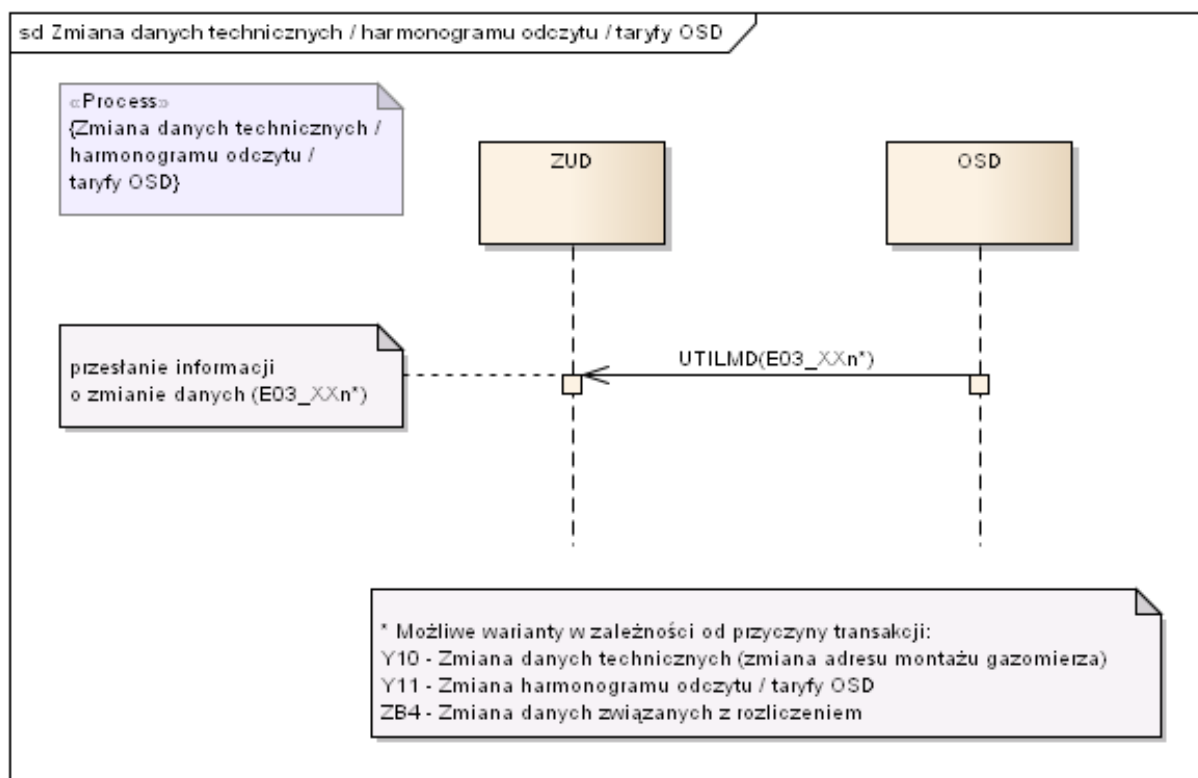 sd Zmiana danych technicznych / harmonogramu odczytu / taryfy OSD
«Process»
{Zmiana danych technicznych /
harmonogramu odczytu /
taryfy OSD}
ZUD
OSD
przesłanie informacji
o zmianie danych (E03_XXn*)
UTILMD(E03_XXn*)
* Możliwe warianty w zależności od przyczyny transakcji:
Y10 - Zmiana danych technicznych (zmiana adresu montażu gazomierza)
Y11 - Zmiana harmonogramu odczytu / taryfy OSD
ZB4 - Zmiana danych związanych z rozliczeniem